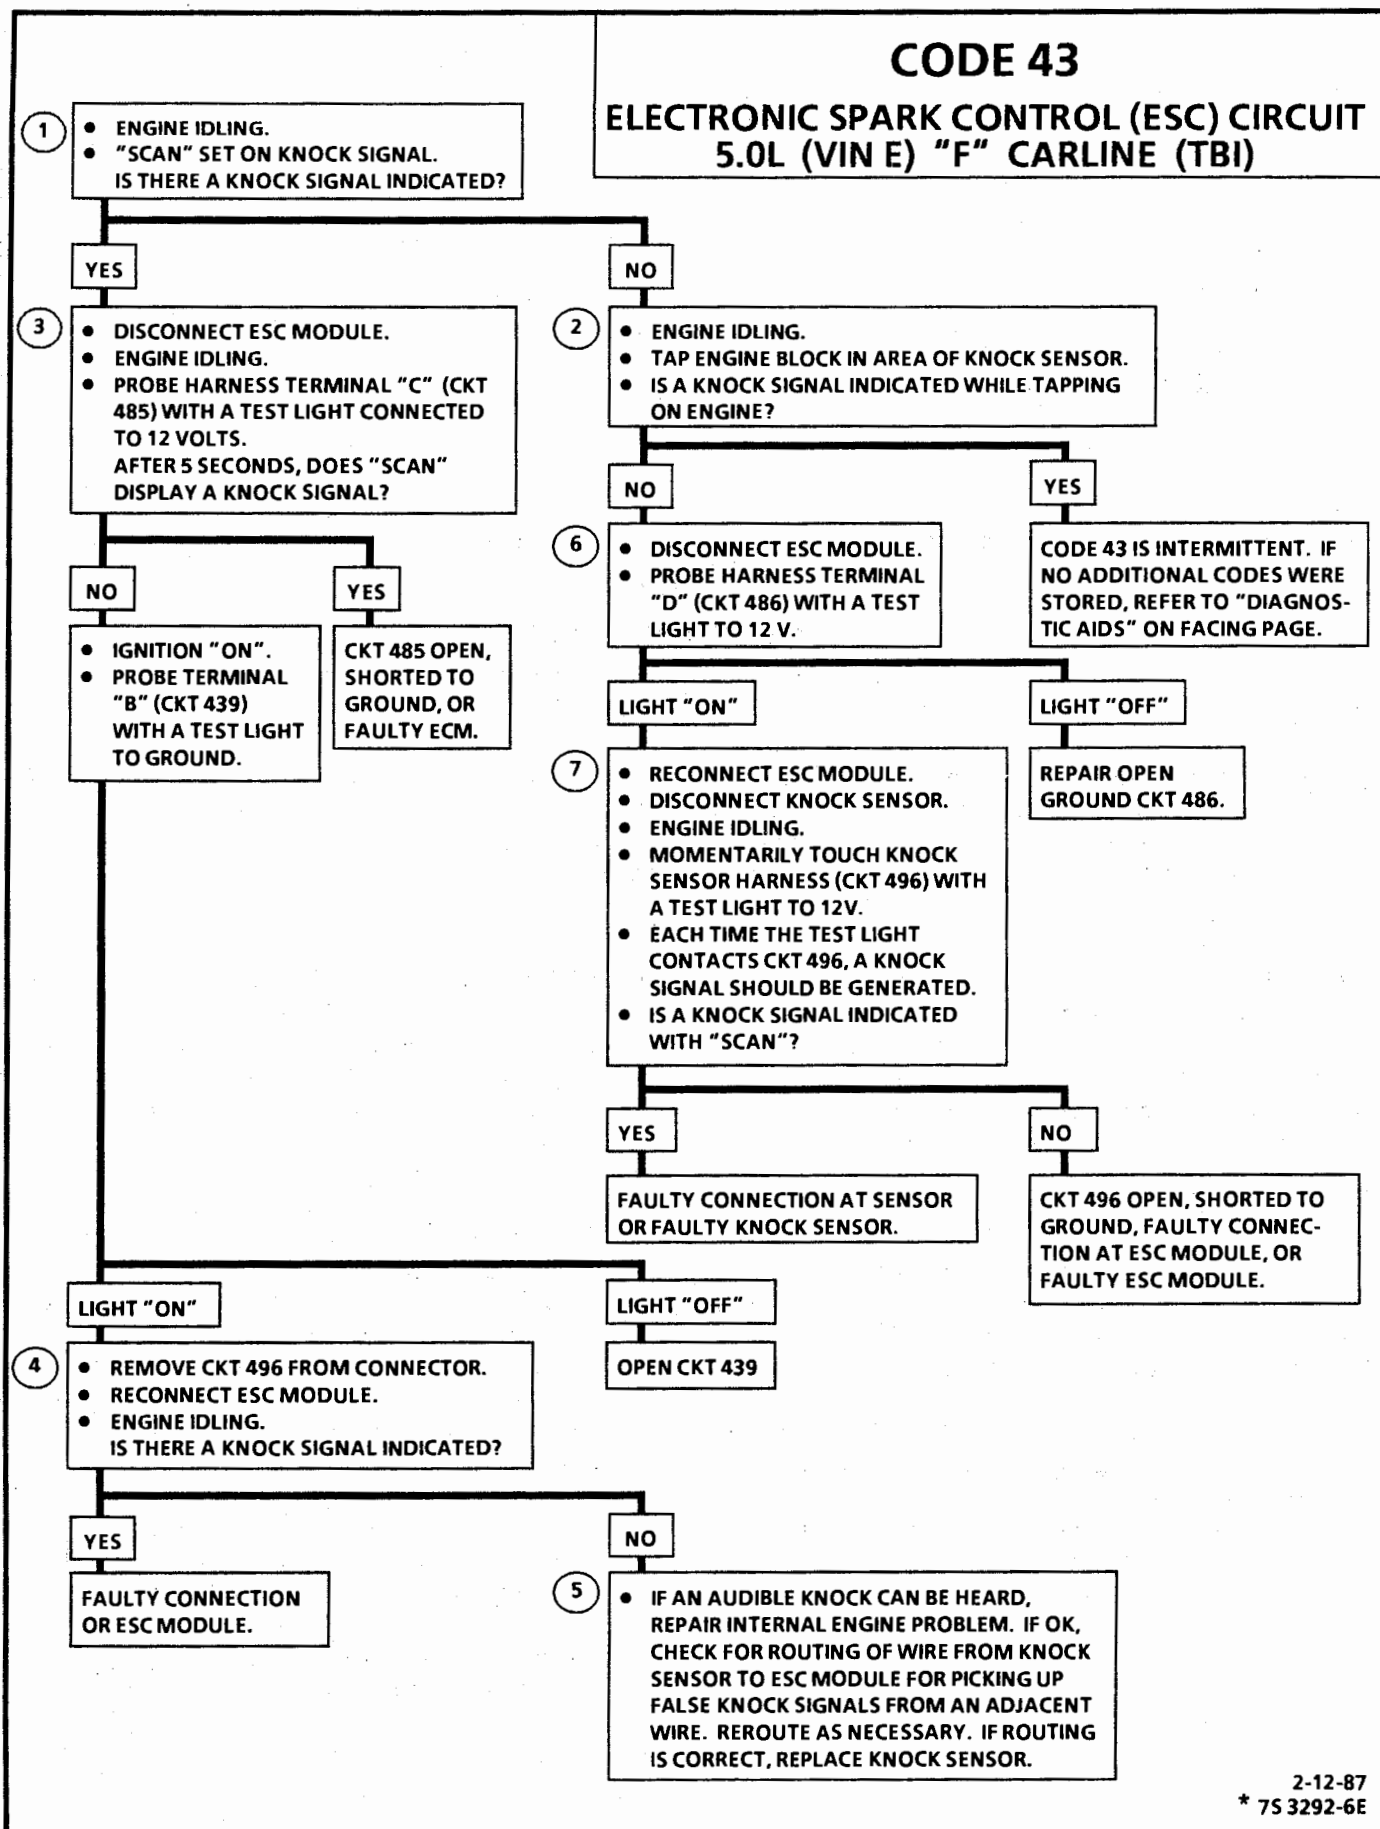 CODE 43
ELECTRONIC SPARK CONTROL (ESC) CIRCUIT
5.0L (VIN E) "F" CARLINE (TBI)
1
● ENGINE IDLING.
● "SCAN" SET ON KNOCK SIGNAL.
IS THERE A KNOCK SIGNAL INDICATED?
YES
NO
3
● DISCONNECT ESC MODULE.
● ENGINE IDLING.
● PROBE HARNESS TERMINAL "C" (CKT
485) WITH A TEST LIGHT CONNECTED
TO 12 VOLTS.
AFTER 5 SECONDS, DOES "SCAN"
DISPLAY A KNOCK SIGNAL?
2
● ENGINE IDLING.
● TAP ENGINE BLOCK IN AREA OF KNOCK SENSOR.
● IS A KNOCK SIGNAL INDICATED WHILE TAPPING
ON ENGINE?
NO
YES
6
● DISCONNECT ESC MODULE.
● PROBE HARNESS TERMINAL
"D" (CKT 486) WITH A TEST
LIGHT TO 12 V.
CODE 43 IS INTERMITTENT. IF
NO ADDITIONAL CODES WERE
STORED, REFER TO "DIAGNOS-
TIC AIDS" ON FACING PAGE.
NO
YES
● IGNITION "ON".
● PROBE TERMINAL
"B" (CKT 439)
WITH A TEST LIGHT
TO GROUND.
CKT 485 OPEN,
SHORTED TO
GROUND, OR
FAULTY ECM.
LIGHT "ON"
LIGHT "OFF"
7
● RECONNECT ESC MODULE.
● DISCONNECT KNOCK SENSOR.
● ENGINE IDLING.
● MOMENTARILY TOUCH KNOCK
SENSOR HARNESS (CKT 496) WITH
A TEST LIGHT TO 12V.
● EACH TIME THE TEST LIGHT
CONTACTS CKT 496, A KNOCK
SIGNAL SHOULD BE GENERATED.
● IS A KNOCK SIGNAL INDICATED
WITH "SCAN"?
REPAIR OPEN
GROUND CKT 486.
YES
NO
FAULTY CONNECTION AT SENSOR
OR FAULTY KNOCK SENSOR.
CKT 496 OPEN, SHORTED TO
GROUND, FAULTY CONNEC-
TION AT ESC MODULE, OR
FAULTY ESC MODULE.
LIGHT "ON"
LIGHT "OFF"
4
● REMOVE CKT 496 FROM CONNECTOR.
● RECONNECT ESC MODULE.
● ENGINE IDLING.
IS THERE A KNOCK SIGNAL INDICATED?
OPEN CKT 439
YES
NO
FAULTY CONNECTION
OR ESC MODULE.
5
● IF AN AUDIBLE KNOCK CAN BE HEARD,
REPAIR INTERNAL ENGINE PROBLEM. IF OK,
CHECK FOR ROUTING OF WIRE FROM KNOCK
SENSOR TO ESC MODULE FOR PICKING UP
FALSE KNOCK SIGNALS FROM AN ADJACENT
WIRE. REROUTE AS NECESSARY. IF ROUTING
IS CORRECT, REPLACE KNOCK SENSOR.
2-12-87
* 7S 3292-6E